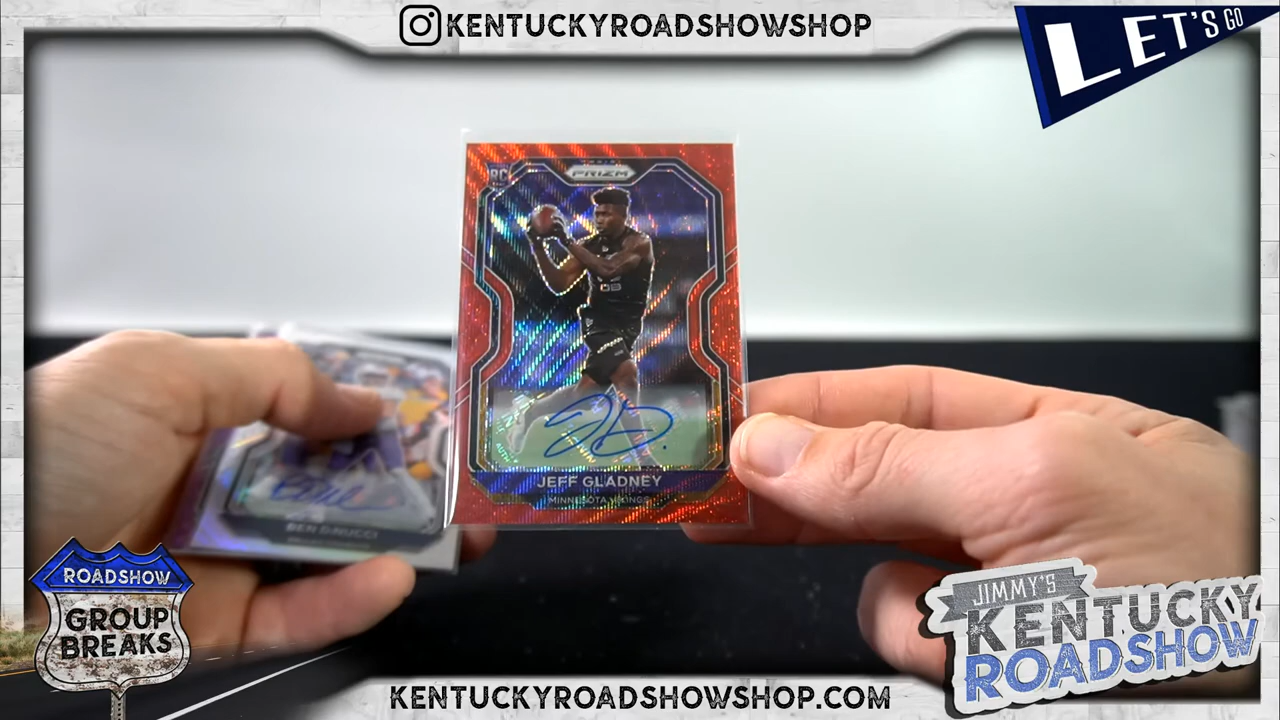 KENTUCKYROADSHOWSHOP
LET'S GO
RC
PRIZM
JEFF GLADNEY
MINNESOTA VIKINGS
BEN DINUCCI
ROADSHOW
GROUP
BREAKS
JIMMY'S
KENTUCKY
ROADSHOW
KENTUCKYROADSHOWSHOP.COM